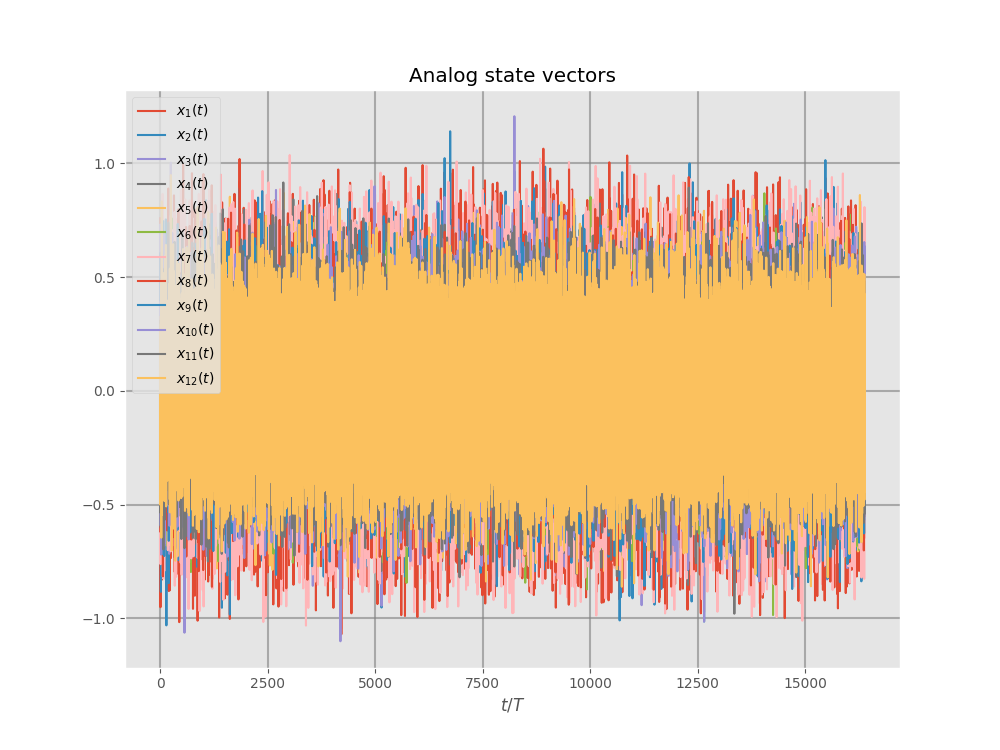 Analog state vectors
x₁(t)
x₂(t)
x₃(t)
x₄(t)
x₅(t)
x₆(t)
x₇(t)
x₈(t)
x₉(t)
x₁₀(t)
x₁₁(t)
x₁₂(t)
1.0
0.5
0.0
−0.5
−1.0
0 2500 5000 7500 10000 12500 15000
t/T